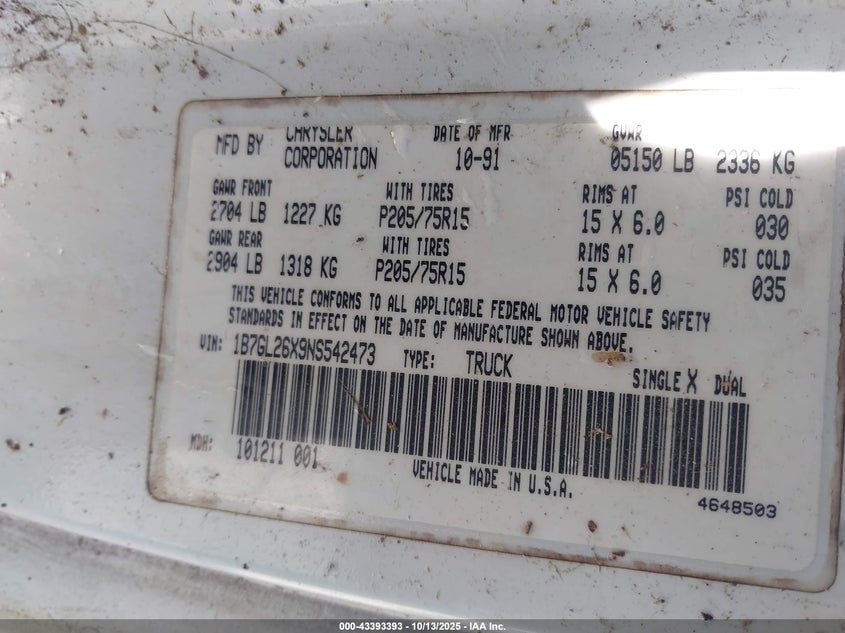 MFD BY CHRYSLER CORPORATION DATE OF MFR 10-91 GVWR 05150 LB 2336 KG
GAWR FRONT WITH TIRES RIMS AT PSI COLD
2704 LB 1227 KG P205/75R15 15 X 6.0 030
GAWR REAR WITH TIRES RIMS AT PSI COLD
2904 LB 1318 KG P205/75R15 15 X 6.0 035
THIS VEHICLE CONFORMS TO ALL APPLICABLE FEDERAL MOTOR VEHICLE SAFETY
STANDARDS IN EFFECT ON THE DATE OF MANUFACTURE SHOWN ABOVE.
VIN: 1B7GL26X9NS542473 TYPE: TRUCK SINGLE X DUAL
MDH: 101211 001
VEHICLE MADE IN U.S.A.
4648503
000-43393393 - 10/13/2025 - IAA Inc.